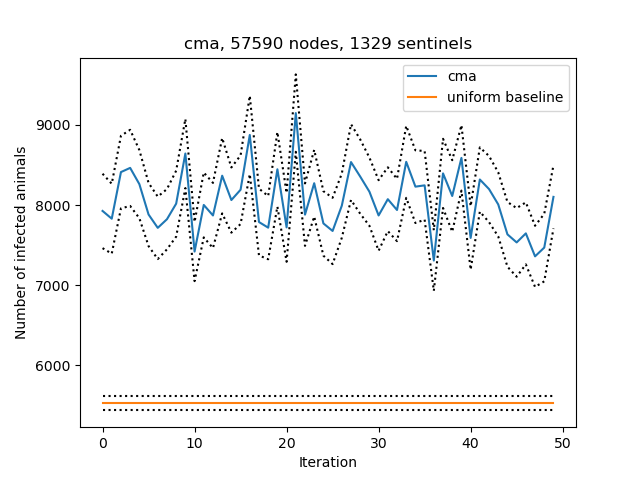 cma, 57590 nodes, 1329 sentinels
cma
uniform baseline
Number of infected animals
9000
8000
7000
6000
0 10 20 30 40 50
Iteration